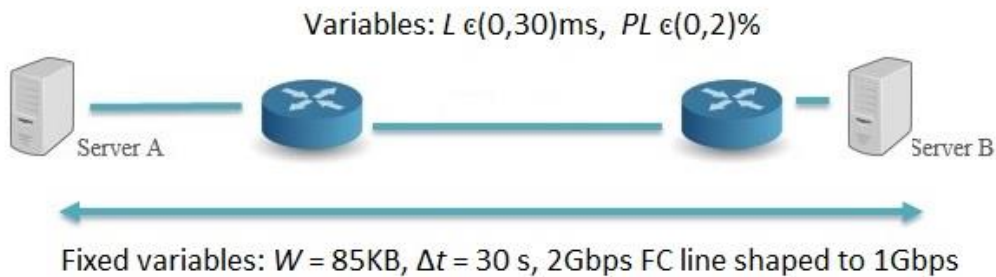 Variables: L є(0,30)ms, PL є(0,2)%
Server A
Server B
Fixed variables: W = 85KB, Δt = 30 s, 2Gbps FC line shaped to 1Gbps